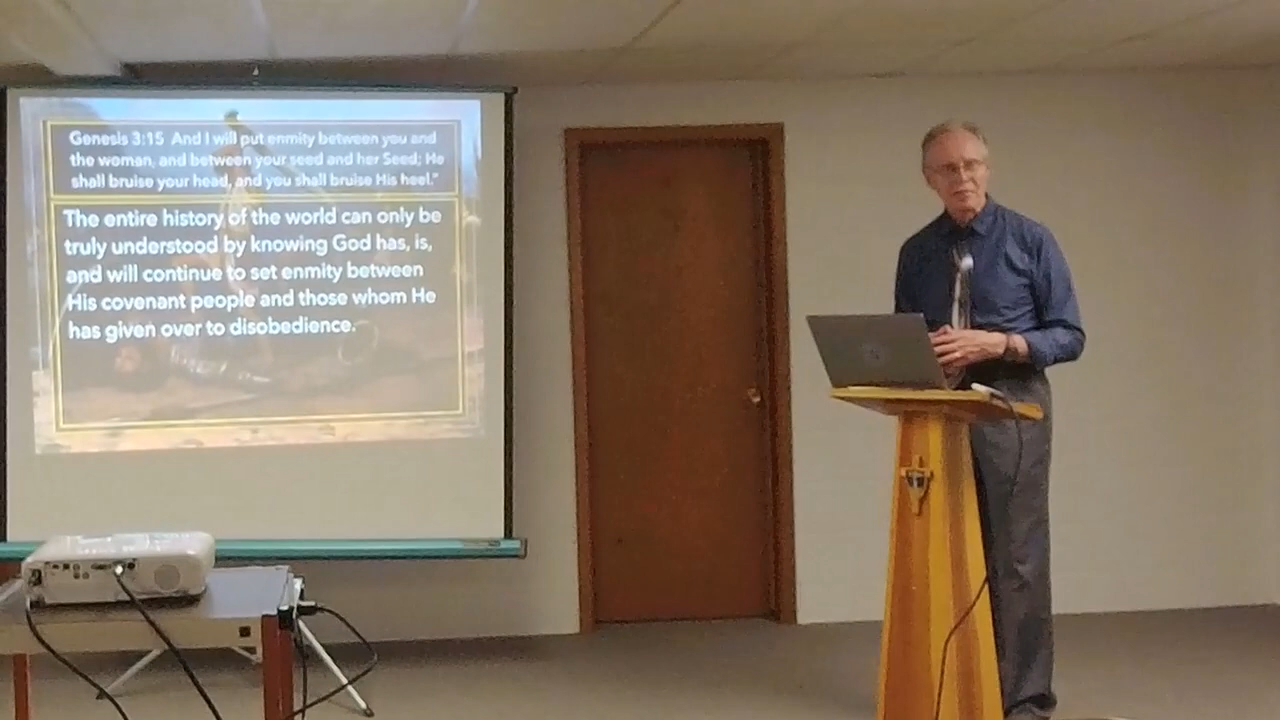 Genesis 3:15 And I will put enmity between you and
the woman, and between your seed and her Seed; He
shall bruise your head, and you shall bruise His heel."
The entire history of the world can only be
truly understood by knowing God has, is,
and will continue to set enmity between
His covenant people and those whom He
has given over to disobedience.